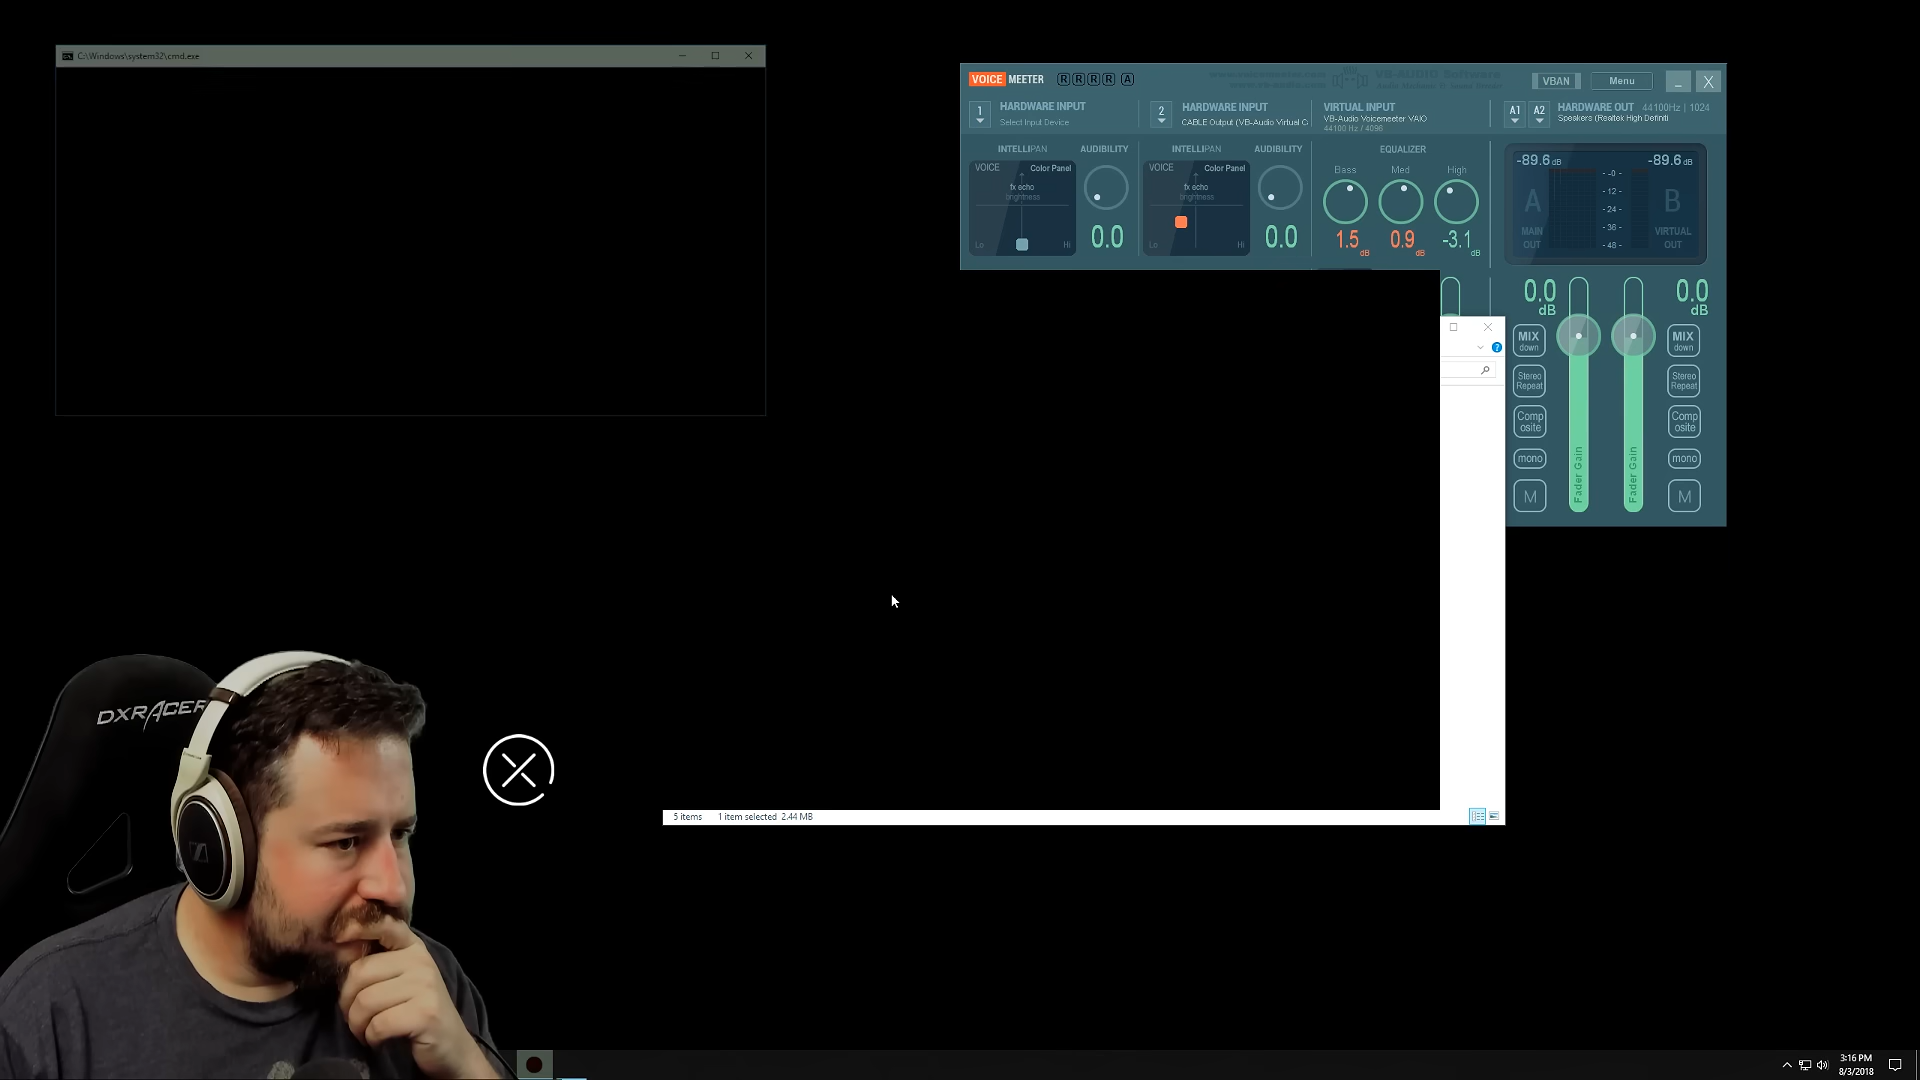 C:\Windows\system32\cmd.exe
VOICE MEETER R R R R A
VBAN
Menu
X
1
HARDWARE INPUT
Select Input Device
2
HARDWARE INPUT
CABLE Output (VB-Audio Virtual C
VIRTUAL INPUT
VB-Audio Voicemeeter VAIO
44100 Hz / 4096
A1
A2
HARDWARE OUT 44100Hz | 1024
Speakers (Realtek High Definiti
INTELLIPAN
AUDIBILITY
INTELLIPAN
AUDIBILITY
EQUALIZER
VOICE
Color Panel
fx echo
brightness
Lo
Hi
0.0
VOICE
Color Panel
fx echo
brightness
Lo
Hi
0.0
Bass
Med
High
1.5
dB
0.9
dB
-3.1
dB
-89.6 dB
-89.6 dB
-0-
-12-
-24-
-36-
-48-
A
MAIN
OUT
B
VIRTUAL
OUT
0.0
dB
0.0
dB
MIX
down
MIX
down
Stereo
Repeat
Stereo
Repeat
Comp
osite
Comp
osite
mono
mono
M
M
Fader Gain
Fader Gain
DXRACER
5 items 1 item selected 2.44 MB
3:16 PM
8/3/2018